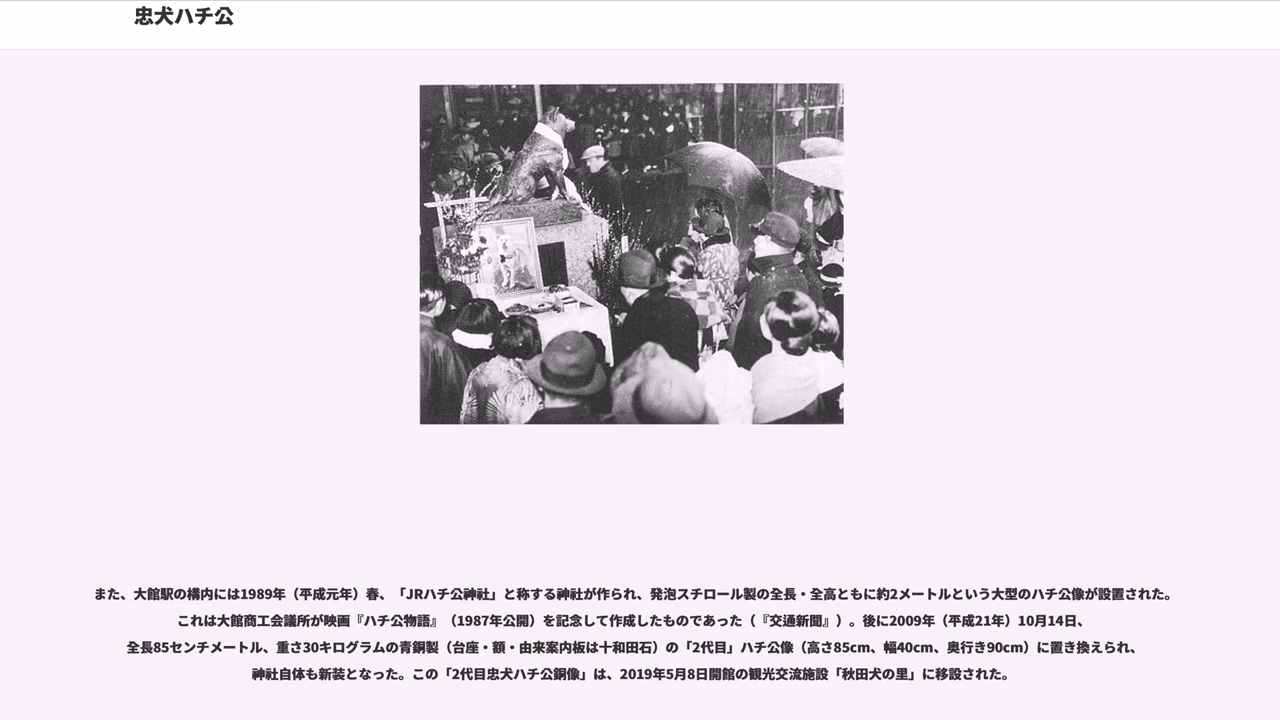 忠犬ハチ公
また、大館駅の構内には1989年（平成元年）春、「JRハチ公神社」と称する神社が作られ、発泡スチロール製の全長・全高ともに約2メートルという大型のハチ公像が設置された。
これは大館商工会議所が映画『ハチ公物語』（1987年公開）を記念して作成したものであった（『交通新聞』）。後に2009年（平成21年）10月14日、
全長85センチメートル、重さ30キログラムの青銅製（台座・額・由来案内板は十和田石）の「2代目」ハチ公像（高さ85cm、幅40cm、奥行き90cm）に置き換えられ、
神社自体も新装となった。この「2代目忠犬ハチ公銅像」は、2019年5月8日開館の観光交流施設「秋田犬の里」に移設された。